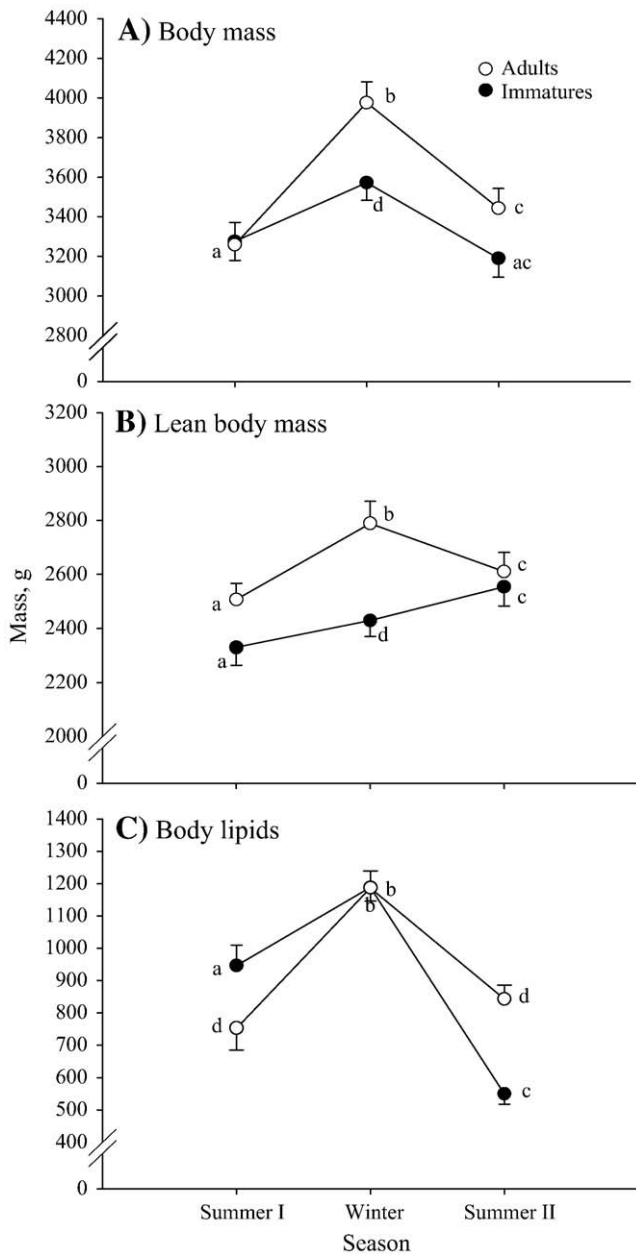 A) Body mass
Adults
Immatures
4400
4200
4000
3800
3600
3400
3200
3000
2800
0
a
b
d
c
ac
B) Lean body mass
3200
3000
2800
2600
2400
2200
2000
0
a
a
b
d
c
c
Mass, g
C) Body lipids
1400
1300
1200
1100
1000
900
800
700
600
500
400
0
a
d
b
b
d
c
Summer I Winter Summer II
Season